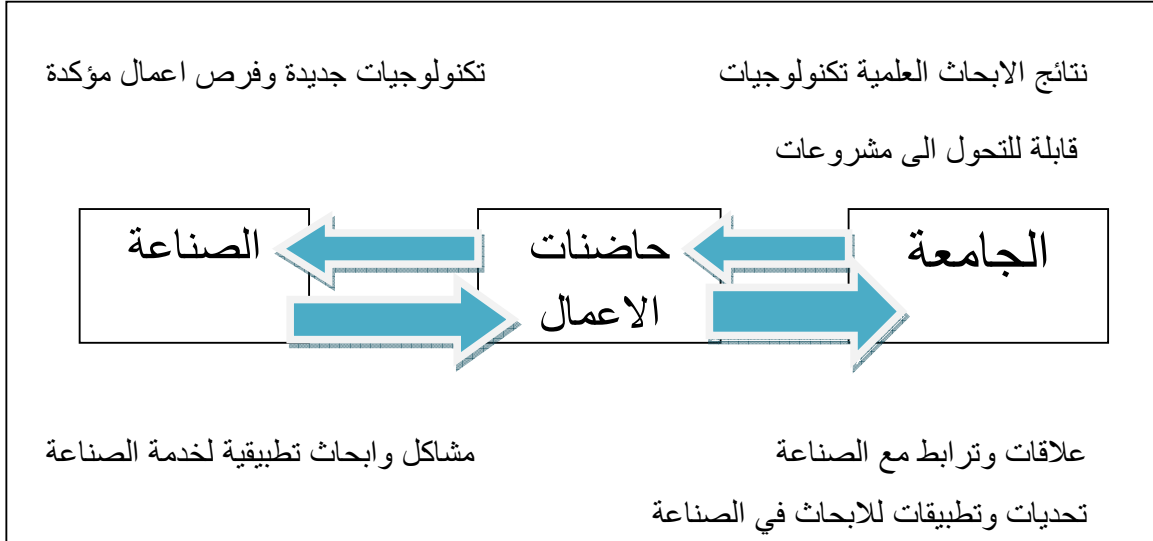 نتائج الابحاث العلمية تكنولوجيات
قابلة للتحول الى مشروعات
تكنولوجيات جديدة وفرص اعمال مؤكدة
الجامعة
حاضنات
الاعمال
الصناعة
علاقات وترابط مع الصناعة
تحديات وتطبيقات للابحاث في الصناعة
مشاكل وابحاث تطبيقية لخدمة الصناعة